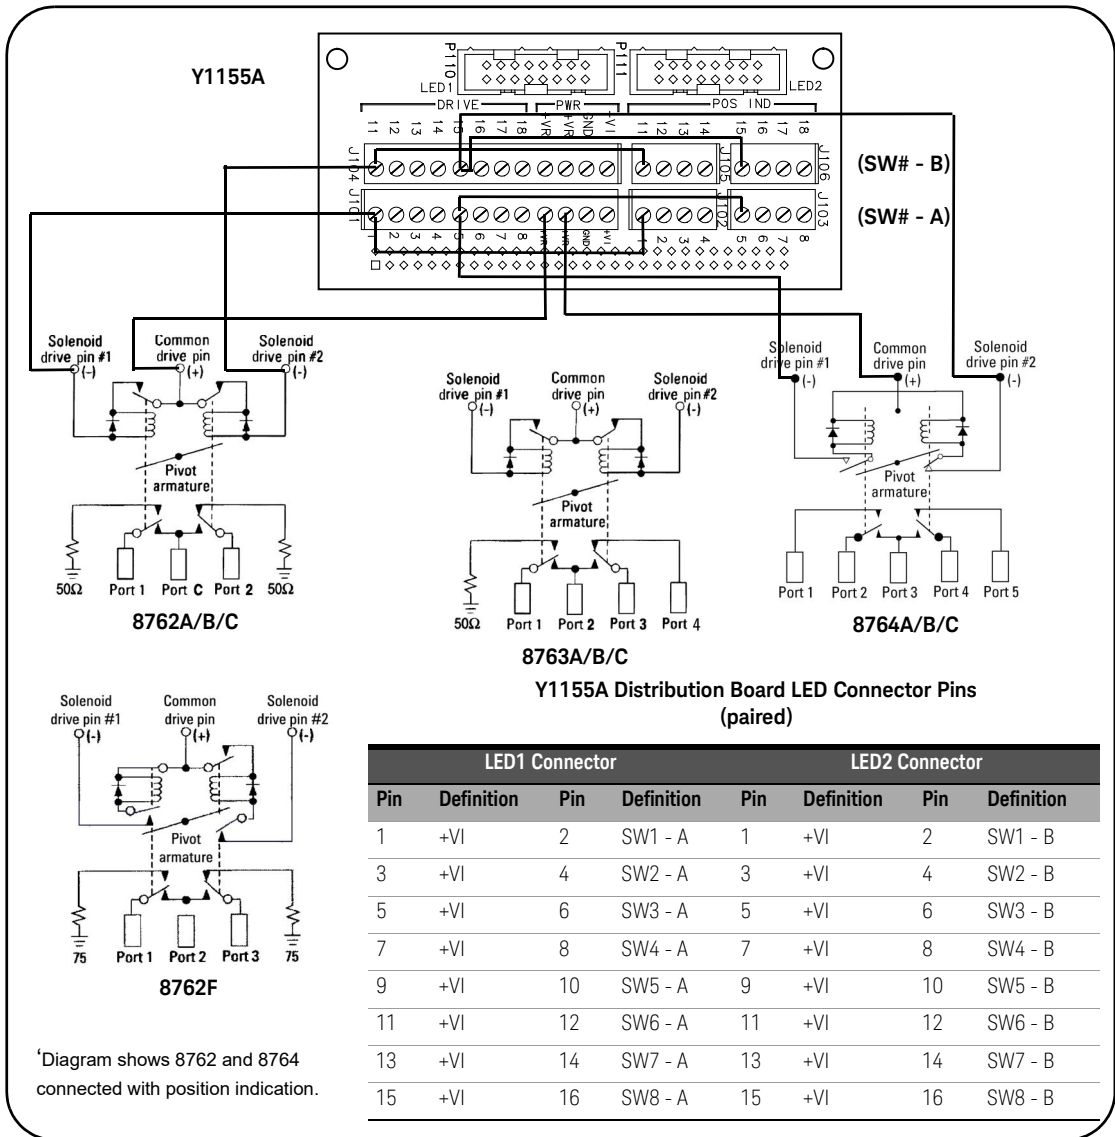 Y1155A
P110
P111
LED1
LED2
DRIVE
PWR
POS IND
11 12 13 14 15 16 17 18 +VR +VR GND +VI 11 12 13 14 15 16 17 18
J104
J105
J106
(SW# - B)
J101
J102
J103
(SW# - A)
1 2 3 4 5 6 7 8 +VR +VR GND +VI 1 2 3 4 5 6 7 8
Solenoid drive pin #1 (-)
Common drive pin (+)
Solenoid drive pin #2 (-)
Pivot armature
50Ω Port 1 Port C Port 2 50Ω
8762A/B/C
Solenoid drive pin #1 (-)
Common drive pin (+)
Solenoid drive pin#2 (-)
Pivot armature
50Ω Port 1 Port 2 Port 3 Port 4
8763A/B/C
Solenoid drive pin #1 (-)
Common drive pin (+)
Solenoid drive pin #2 (-)
Pivot armature
Port 1 Port 2 Port 3 Port 4 Port 5
8764A/B/C
Solenoid drive pin #1 (-)
Common drive pin (+)
Solenoid drive pin #2 (-)
Pivot armature
75 Port 1 Port 2 Port 3 75
8762F
‘Diagram shows 8762 and 8764
connected with position indication.
Y1155A Distribution Board LED Connector Pins
(paired)
LED1 Connector LED2 Connector
Pin Definition Pin Definition Pin Definition Pin Definition
1 +VI 2 SW1 - A 1 +VI 2 SW1 - B
3 +VI 4 SW2 - A 3 +VI 4 SW2 - B
5 +VI 6 SW3 - A 5 +VI 6 SW3 - B
7 +VI 8 SW4 - A 7 +VI 8 SW4 - B
9 +VI 10 SW5 - A 9 +VI 10 SW5 - B
11 +VI 12 SW6 - A 11 +VI 12 SW6 - B
13 +VI 14 SW7 - A 13 +VI 14 SW7 - B
15 +VI 16 SW8 - A 15 +VI 16 SW8 - B